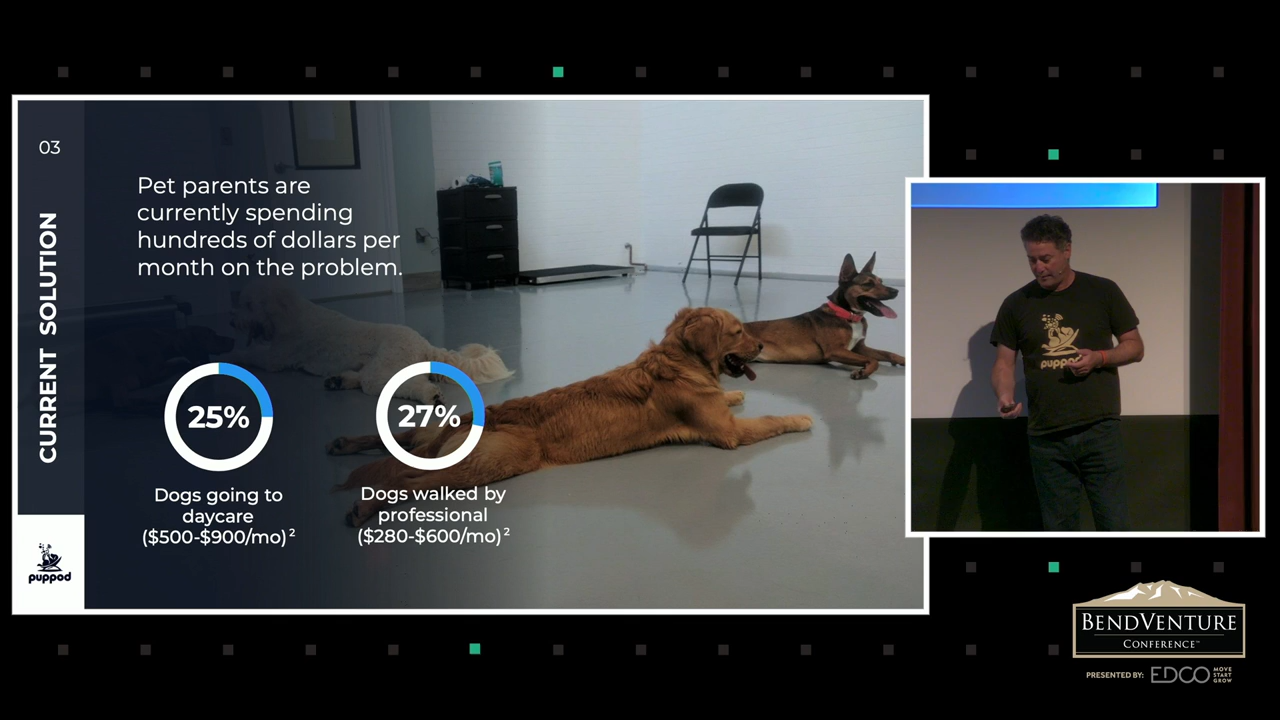 03
CURRENT SOLUTION
Pet parents are
currently spending
hundreds of dollars per
month on the problem.
25%
Dogs going to
daycare
($500-$900/mo)²
27%
Dogs walked by
professional
($280-$600/mo)²
puppod
puppod
BENDVENTURE
CONFERENCE™
PRESENTED BY: EDCO MOVE
START
GROW